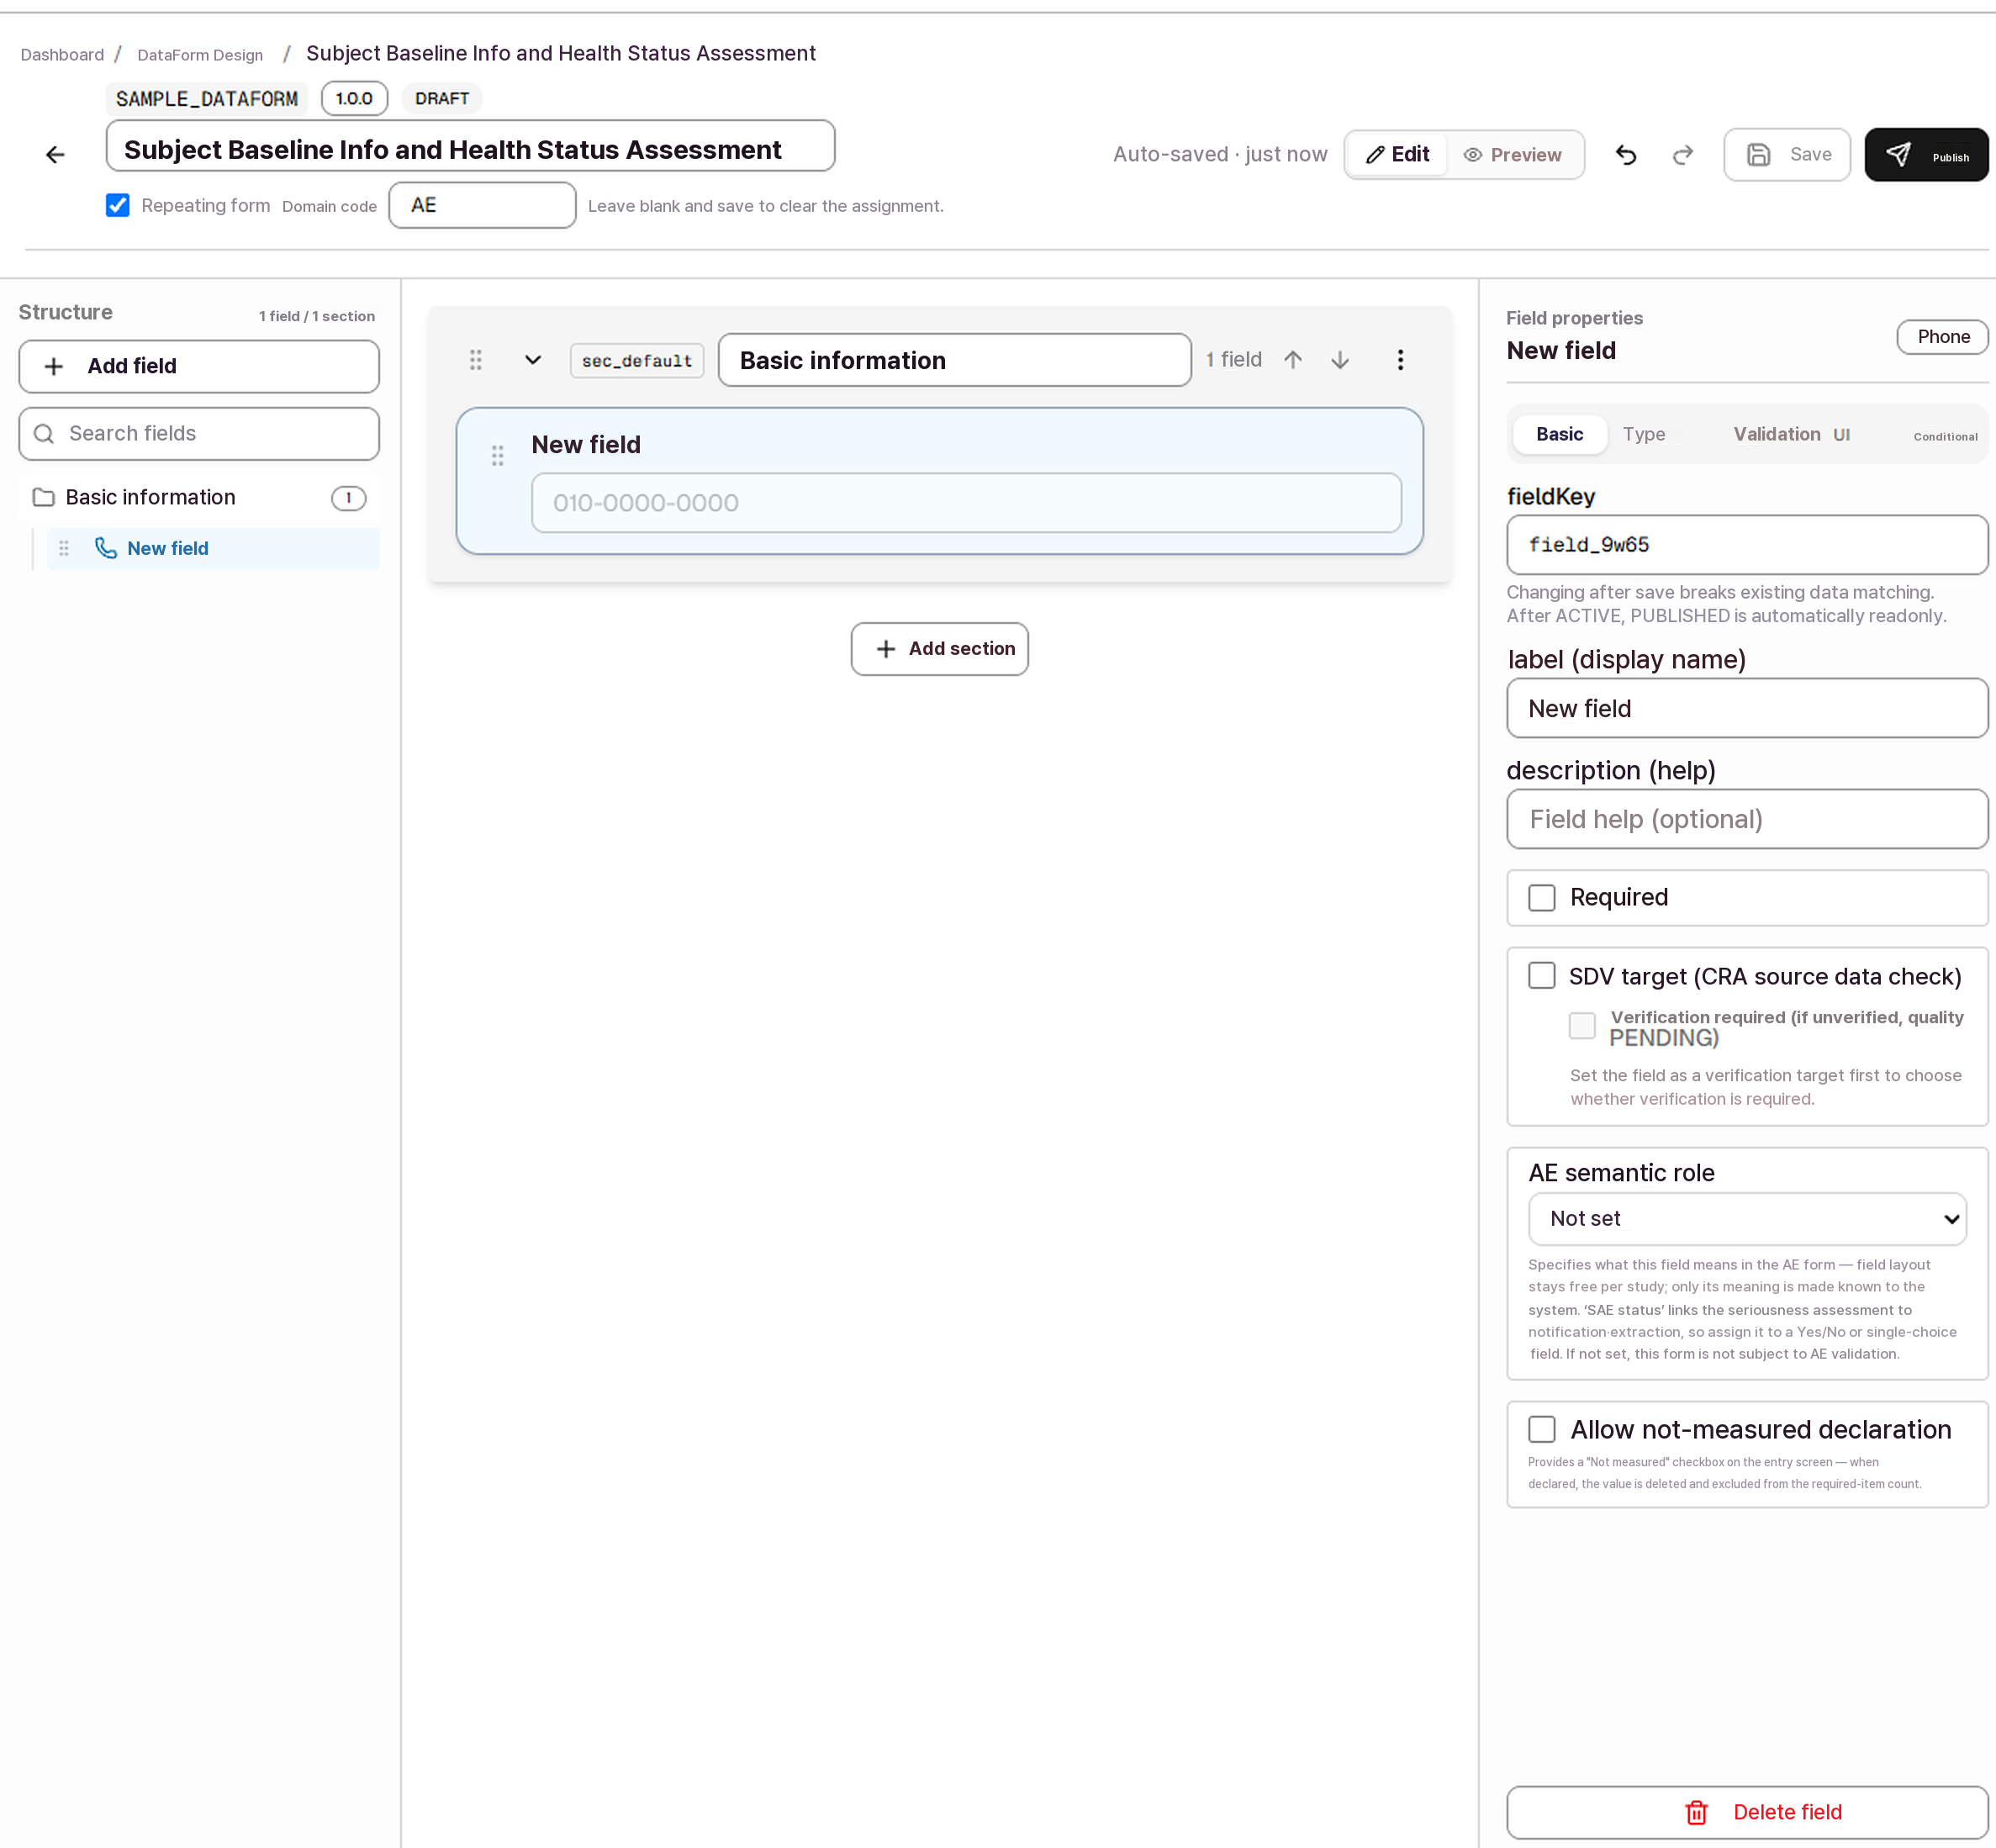 Dashboard / DataForm Design / Subject Baseline Info and Health Status Assessment
SAMPLE_DATAFORM 1.0.0 DRAFT
Subject Baseline Info and Health Status Assessment
Auto-saved · just now Edit Preview Save Publish
Repeating form Domain code AE Leave blank and save to clear the assignment.
Structure 1 field / 1 section
Add field
Search fields
Basic information 1
New field
sec_default Basic information 1 field
New field
010-0000-0000
Add section
Field properties
New field
Phone
Basic Type Validation UI Conditional
fieldKey
field_9w65
Changing after save breaks existing data matching.
After ACTIVE, PUBLISHED is automatically readonly.
label (display name)
New field
description (help)
Field help (optional)
Required
SDV target (CRA source data check)
Verification required (if unverified, quality
PENDING)
Set the field as a verification target first to choose
whether verification is required.
AE semantic role
Not set
Specifies what this field means in the AE form — field layout
stays free per study; only its meaning is made known to the
system. ‘SAE status’ links the seriousness assessment to
notification·extraction, so assign it to a Yes/No or single-choice
field. If not set, this form is not subject to AE validation.
Allow not-measured declaration
Provides a "Not measured" checkbox on the entry screen — when
declared, the value is deleted and excluded from the required-item count.
Delete field